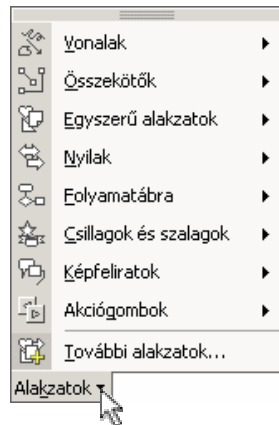 Vonalak
Összekötők
Egyszerű alakzatok
Nyilak
Folyamatábra
Csillagok és szalagok
Képfeliratok
Akciógombok
További alakzatok...
Alakzatok